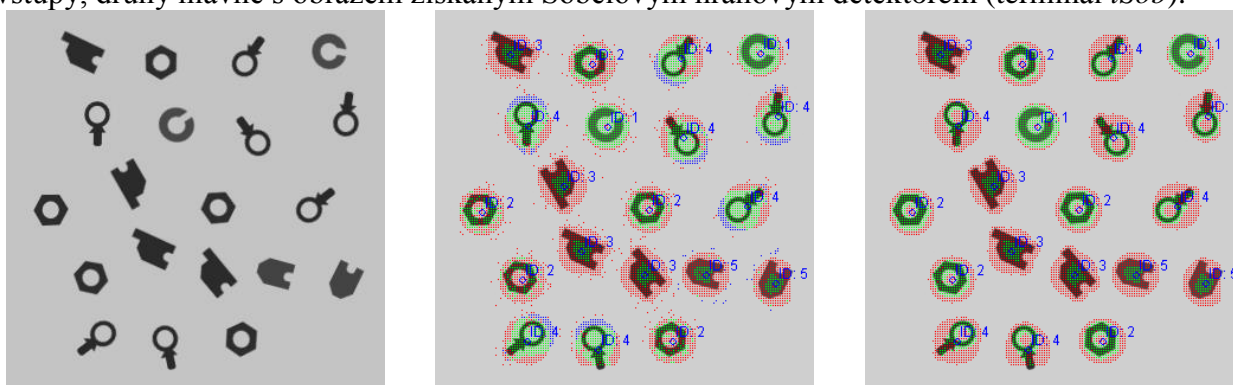 vstupy, druhý hlavně s obrazem získaným Sobelovým hranovým detektorem (terminál tSob).
ID: 3
ID: 2
ID: 4
ID: 1
ID: 4
ID: 1
ID: 4
ID: 4
ID: 3
ID: 2
ID: 2
ID: 4
ID: 3
ID: 2
ID: 3
ID: 5
ID: 5
ID: 4
ID: 4
ID: 2
ID: 3
ID: 2
ID: 4
ID: 1
ID: 4
ID: 1
ID: 4
ID:
ID: 3
ID: 2
ID: 2
ID: 4
ID: 3
ID: 2
ID: 3
ID: 5
ID: 5
ID: 4
ID: 4
ID: 2